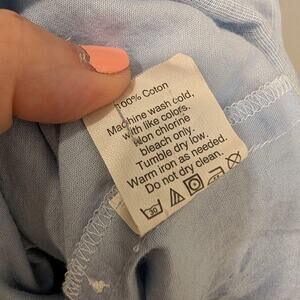 100% Coton
Machine wash cold,
with like colors.
Non chlorine
bleach only.
Tumble dry low.
Warm iron as needed.
Do not dry clean.
30